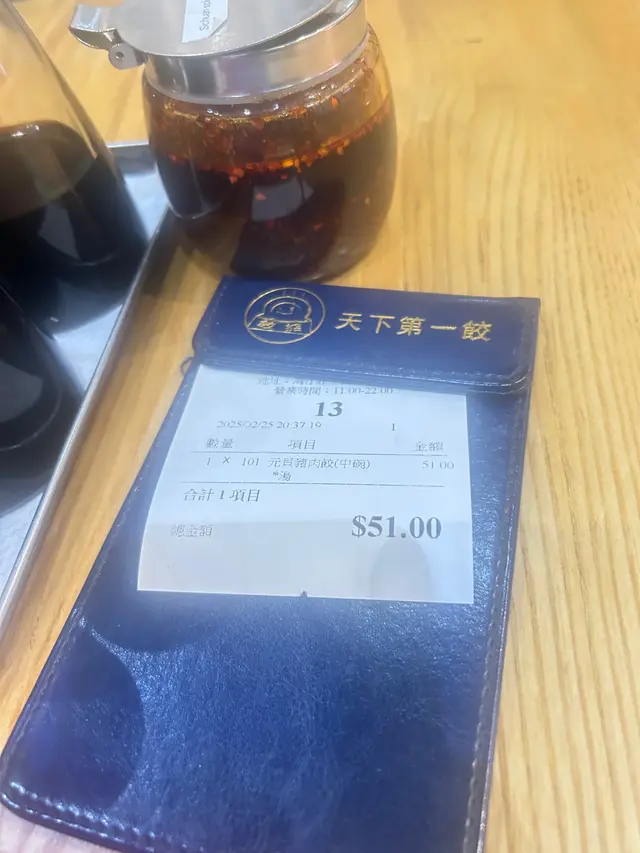 天下第一餃
營業時間：11:00-22:00
13
2025/02/25 20:37:19 1
數量 項目 金額
1 X 101 元貝豬肉餃(中碗) 51.00
*湯
合計 1 項目
總金額 $51.00